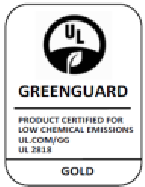 UL
GREENGUARD
PRODUCT CERTIFIED FOR
LOW CHEMICAL EMISSIONS
UL.COM/GG
UL 2818
GOLD